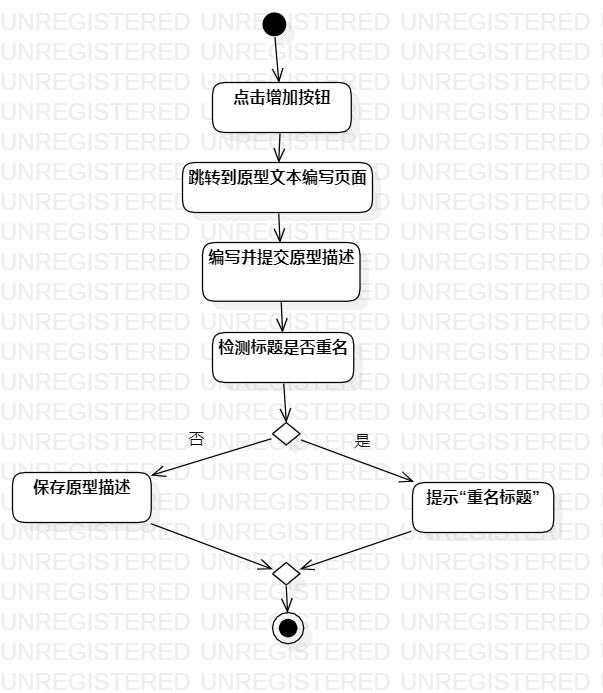 点击增加按钮
跳转到原型文本编写页面
编写并提交原型描述
检测标题是否重名
否
是
保存原型描述
提示“重名标题”
UNREGISTERED